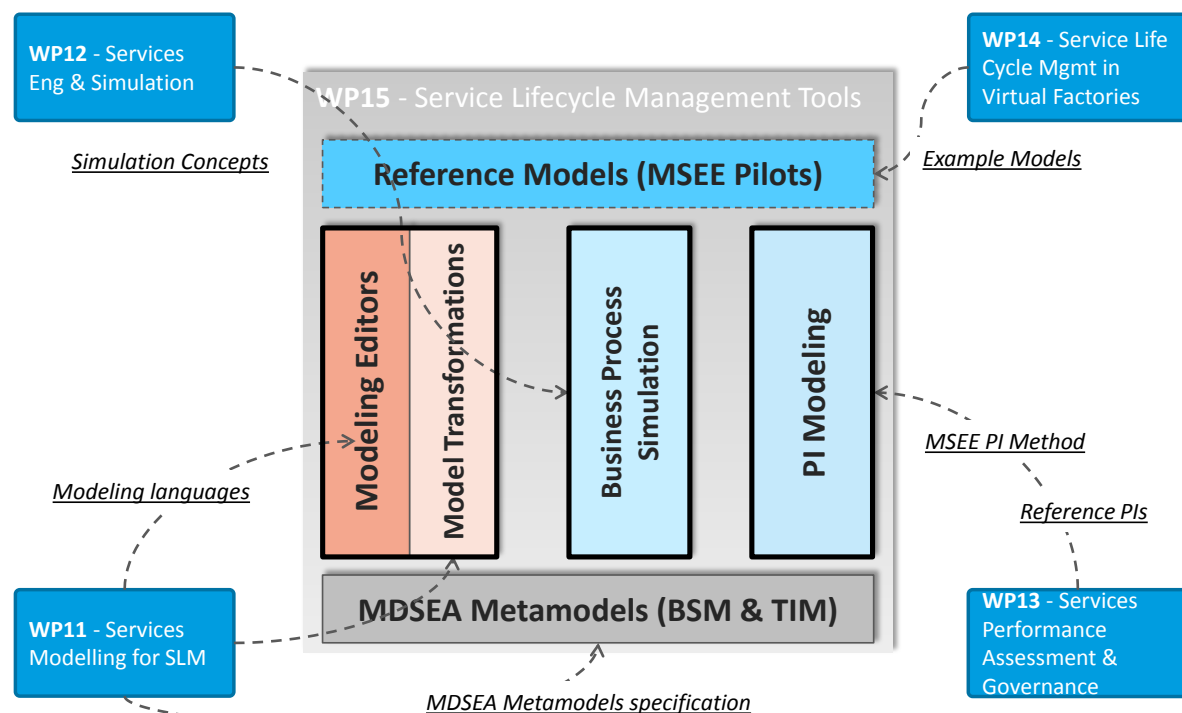 WP12 - Services
Eng & Simulation
WP14 - Service Life
Cycle Mgmt in
Virtual Factories
WP15 - Service Lifecycle Management Tools
Simulation Concepts
Example Models
Reference Models (MSEE Pilots)
Modeling Editors
Model Transformations
Business Process
Simulation
PI Modeling
MSEE PI Method
Modeling languages
Reference PIs
WP11 - Services
Modelling for SLM
MDSEA Metamodels (BSM & TIM)
WP13 - Services
Performance
Assessment &
Governance
MDSEA Metamodels specification